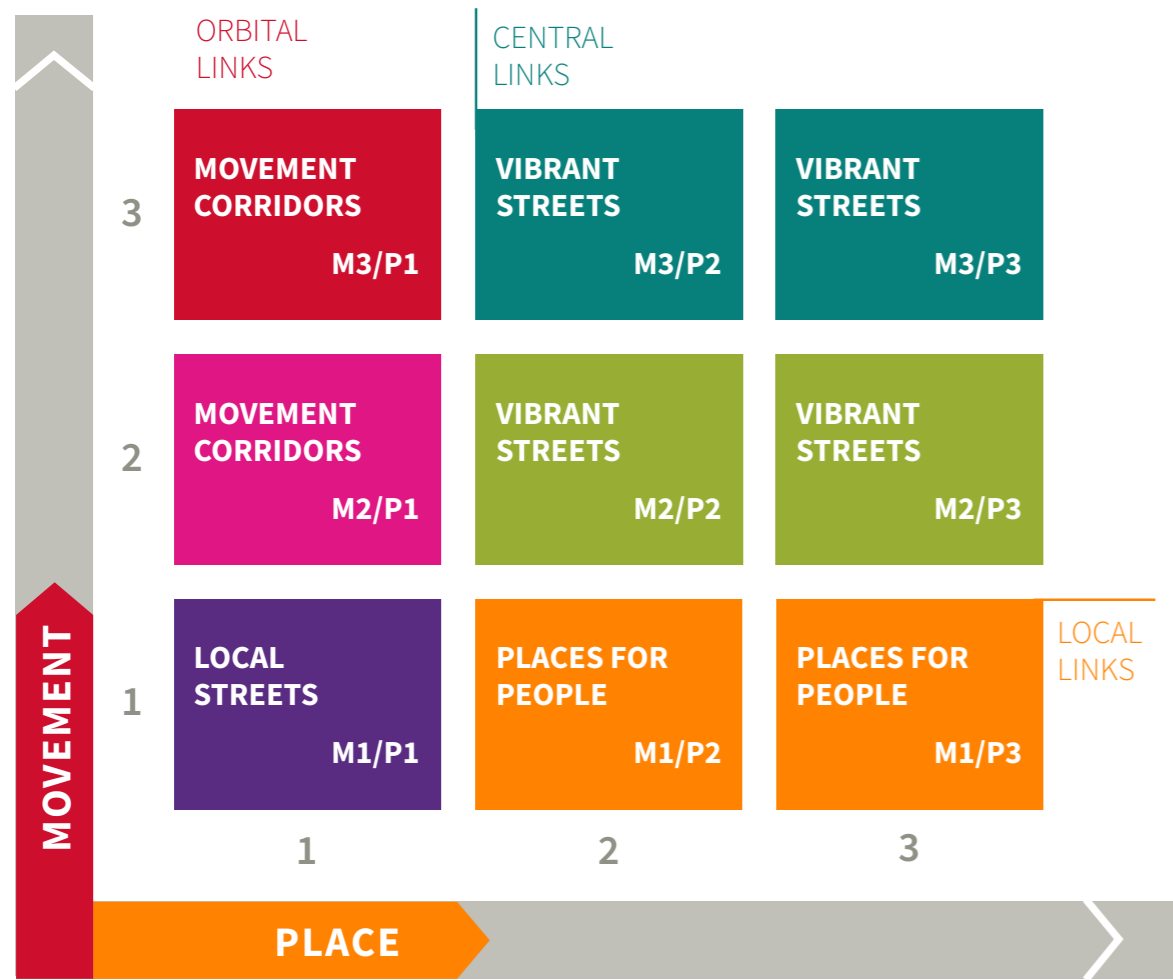 ORBITAL
LINKS
CENTRAL
LINKS
3
MOVEMENT
CORRIDORS
M3/P1
VIBRANT
STREETS
M3/P2
VIBRANT
STREETS
M3/P3
2
MOVEMENT
CORRIDORS
M2/P1
VIBRANT
STREETS
M2/P2
VIBRANT
STREETS
M2/P3
1
LOCAL
STREETS
M1/P1
PLACES FOR
PEOPLE
M1/P2
PLACES FOR
PEOPLE
M1/P3
LOCAL
LINKS
MOVEMENT
1
2
3
PLACE